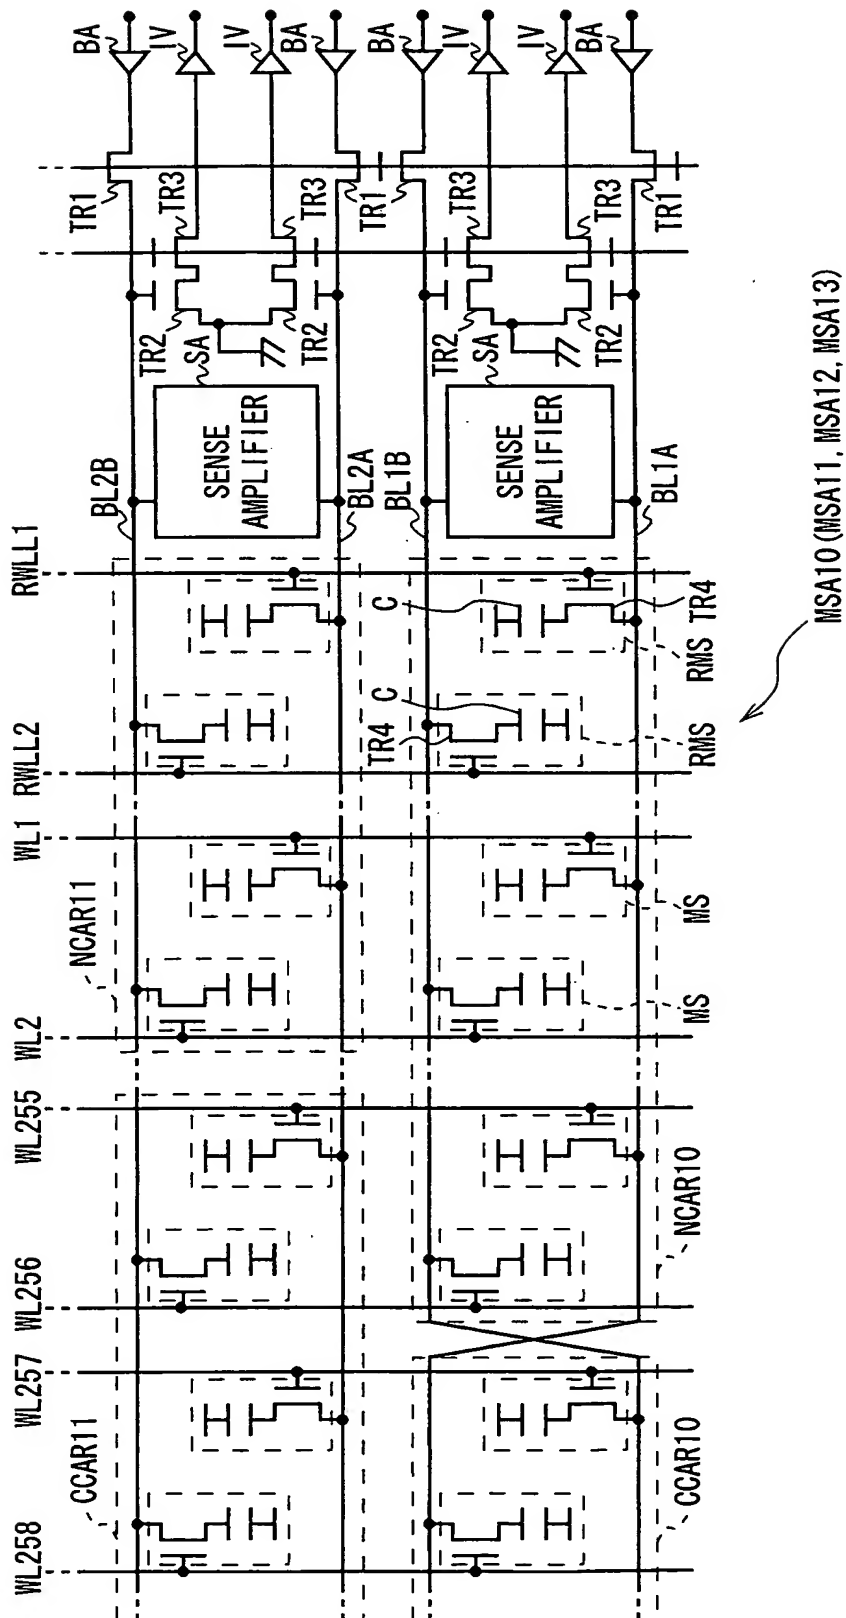 BA
IV
IV
BA
BA
IV
IV
BA
TR1
TR3
TR3
TR1
TR3
TR3
TR1
TR2
SA
TR2
TR2
SA
TR2
SENSE
AMPLIFIER
SENSE
AMPLIFIER
BL2B
BL2A
BL1B
BL1A
RWLL1
C
TR4
RMS
RWLL2
C
TR4
RMS
WL1
NCAR11
MS
WL2
MS
WL255
WL256
NCAR10
WL257
CCAR11
WL258
CCAR10
MSA10(MSA11, MSA12, MSA13)